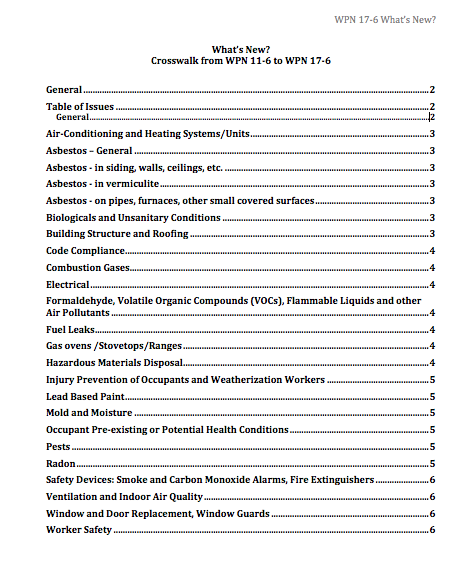 WPN 17-6 What's New?
What's New?
Crosswalk from WPN 11-6 to WPN 17-6
General ........ 2
Table of Issues ........ 2
General ........ 2
Air-Conditioning and Heating Systems/Units ........ 3
Asbestos – General ........ 3
Asbestos - in siding, walls, ceilings, etc. ........ 3
Asbestos - in vermiculite ........ 3
Asbestos - on pipes, furnaces, other small covered surfaces ........ 3
Biologicals and Unsanitary Conditions ........ 3
Building Structure and Roofing ........ 3
Code Compliance ........ 4
Combustion Gases ........ 4
Electrical ........ 4
Formaldehyde, Volatile Organic Compounds (VOCs), Flammable Liquids and other
Air Pollutants ........ 4
Fuel Leaks ........ 4
Gas ovens /Stovetops/Ranges ........ 4
Hazardous Materials Disposal ........ 4
Injury Prevention of Occupants and Weatherization Workers ........ 5
Lead Based Paint ........ 5
Mold and Moisture ........ 5
Occupant Pre-existing or Potential Health Conditions ........ 5
Pests ........ 5
Radon ........ 5
Safety Devices: Smoke and Carbon Monoxide Alarms, Fire Extinguishers ........ 6
Ventilation and Indoor Air Quality ........ 6
Window and Door Replacement, Window Guards ........ 6
Worker Safety ........ 6